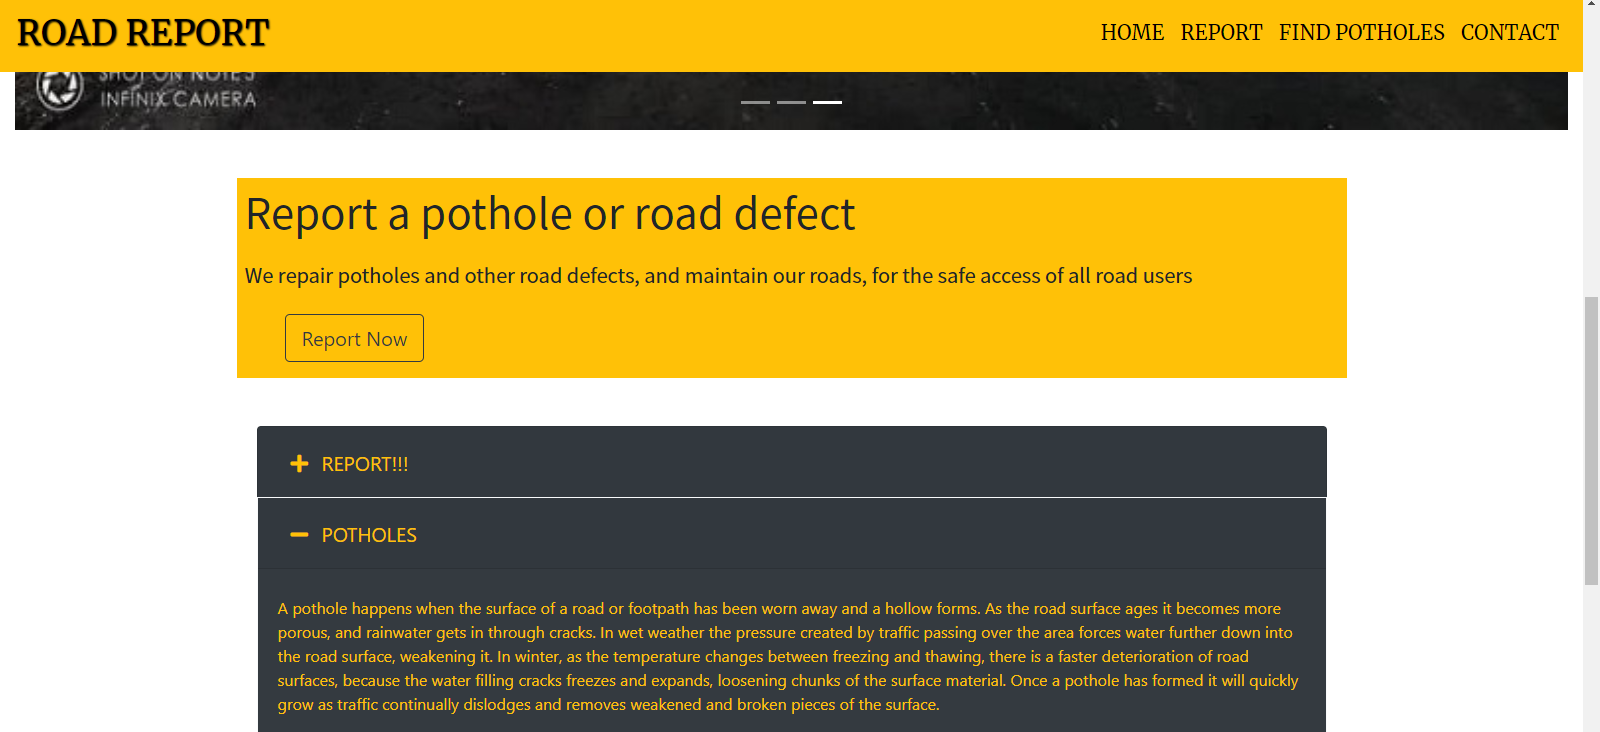 ROAD REPORT
HOME REPORT FIND POTHOLES CONTACT
SHOT ON NOTE 5
INFINIX CAMERA
Report a pothole or road defect
We repair potholes and other road defects, and maintain our roads, for the safe access of all road users
Report Now
REPORT!!!
POTHOLES
A pothole happens when the surface of a road or footpath has been worn away and a hollow forms. As the road surface ages it becomes more
porous, and rainwater gets in through cracks. In wet weather the pressure created by traffic passing over the area forces water further down into
the road surface, weakening it. In winter, as the temperature changes between freezing and thawing, there is a faster deterioration of road
surfaces, because the water filling cracks freezes and expands, loosening chunks of the surface material. Once a pothole has formed it will quickly
grow as traffic continually dislodges and removes weakened and broken pieces of the surface.